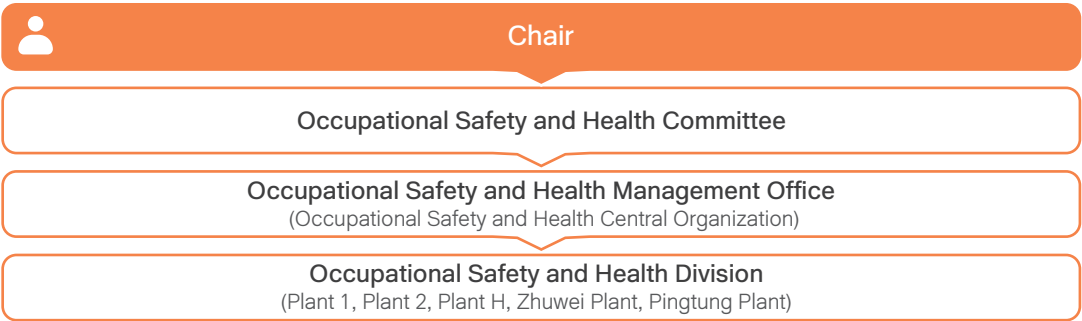 Chair
Occupational Safety and Health Committee
Occupational Safety and Health Management Office
(Occupational Safety and Health Central Organization)
Occupational Safety and Health Division
(Plant 1, Plant 2, Plant H, Zhuwei Plant, Pingtung Plant)